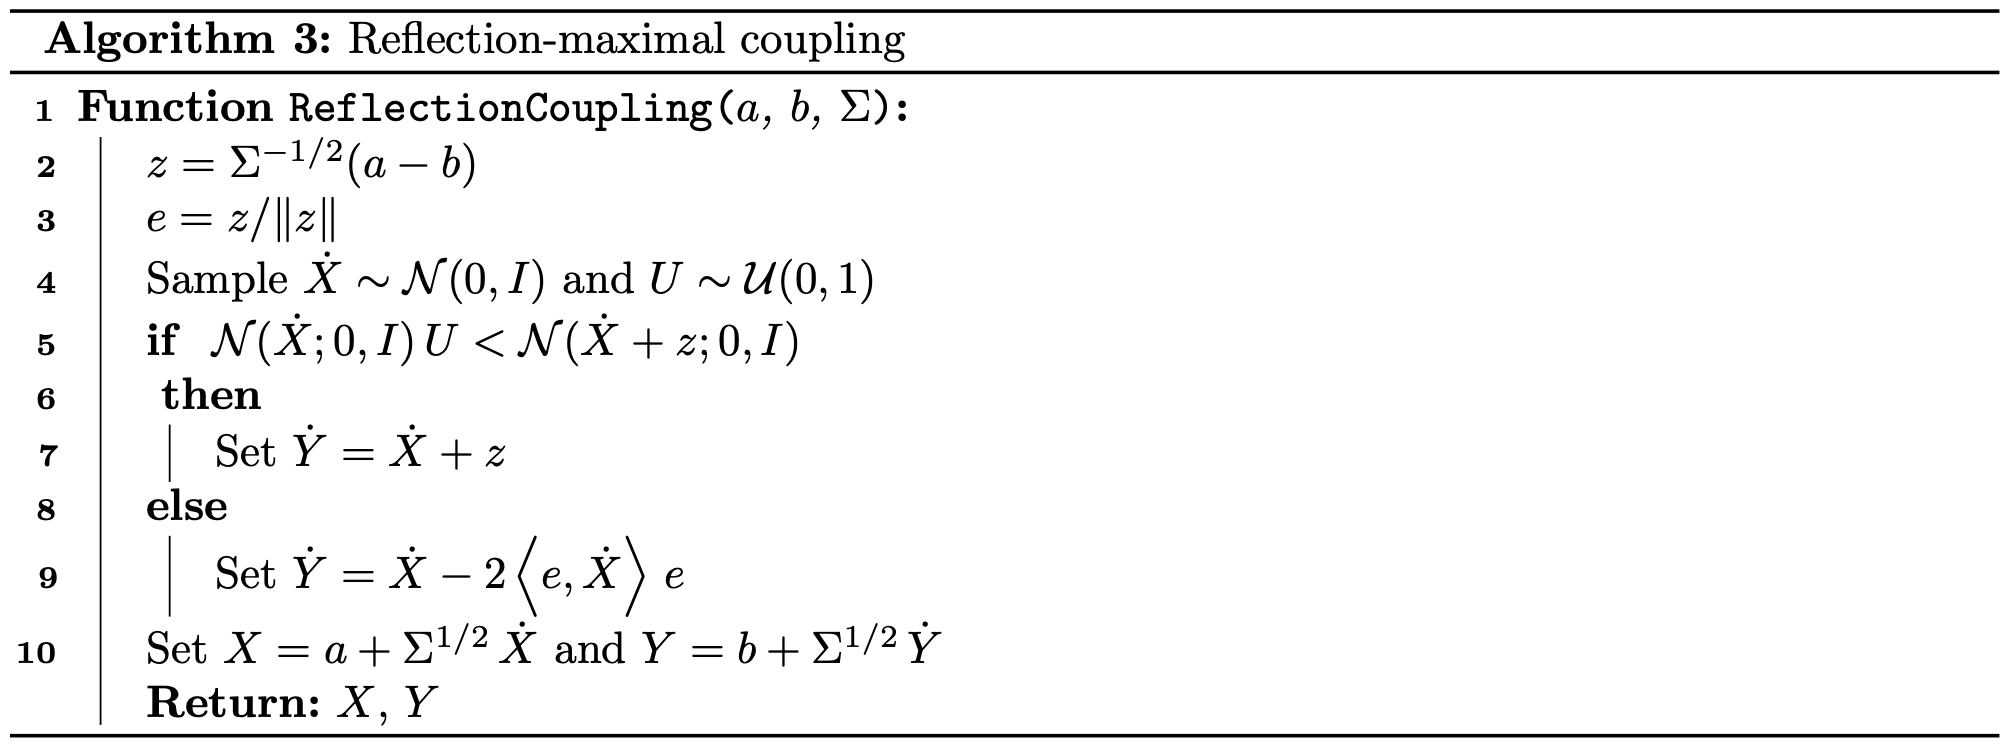 Algorithm 3: Reflection-maximal coupling
1 Function ReflectionCoupling(a, b, Σ):
2 z = Σ^{−1/2}(a − b)
3 e = z/‖z‖
4 Sample Ẋ ∼ 𝒩(0, I) and U ∼ 𝒰(0, 1)
5 if 𝒩(Ẋ; 0, I) U < 𝒩(Ẋ + z; 0, I)
6 then
7 Set Ẏ = Ẋ + z
8 else
9 Set Ẏ = Ẋ − 2⟨e, Ẋ⟩ e
10 Set X = a + Σ^{1/2} Ẋ and Y = b + Σ^{1/2} Ẏ
Return: X, Y